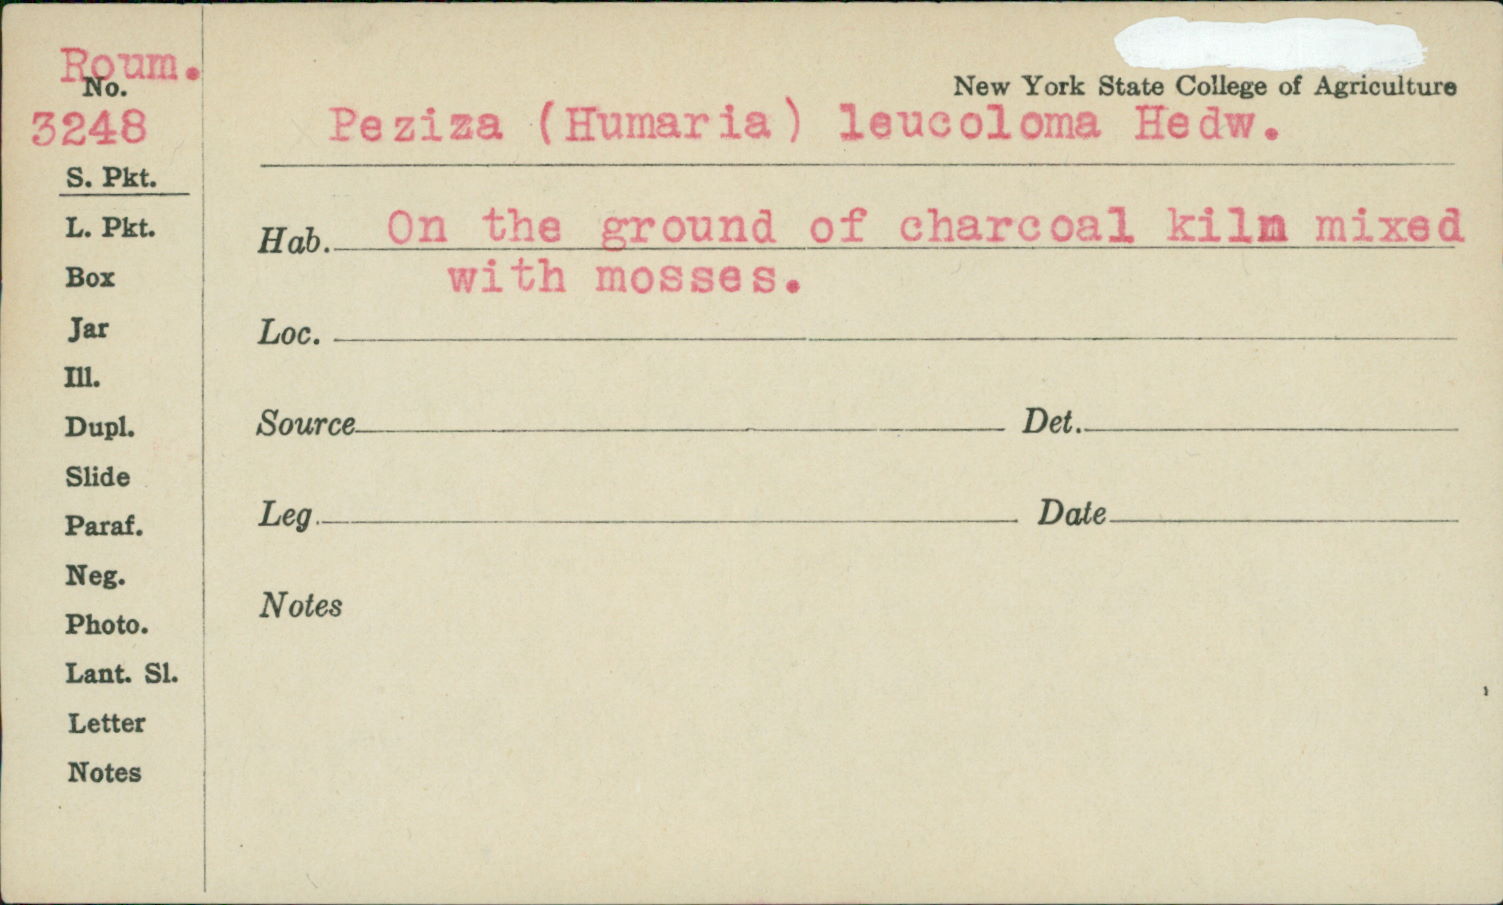 Roum.
No.
3248
S. Pkt.
L. Pkt.
Box
Jar
Ill.
Dupl.
Slide
Paraf.
Neg.
Photo.
Lant. Sl.
Letter
Notes
New York State College of Agriculture
Peziza (Humaria) leucoloma Hedw.
Hab. On the ground of charcoal kiln mixed
with mosses.
Loc.
Source Det.
Leg. Date
Notes